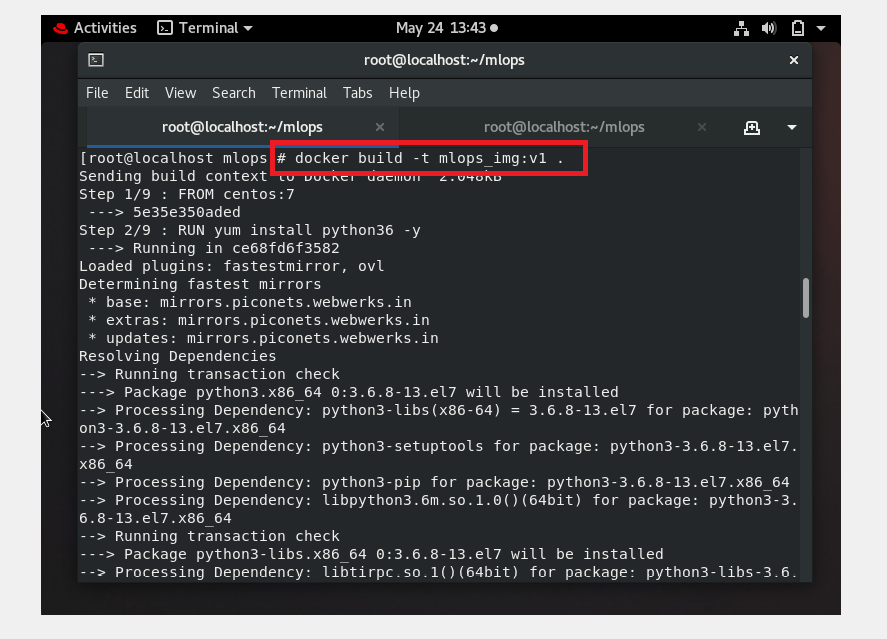 Activities Terminal May 24 13:43
root@localhost:~/mlops
File Edit View Search Terminal Tabs Help
root@localhost:~/mlops root@localhost:~/mlops
[root@localhost mlops # docker build -t mlops_img:v1 .
Sending build context to Docker daemon 2.048kB
Step 1/9 : FROM centos:7
---> 5e35e350aded
Step 2/9 : RUN yum install python36 -y
---> Running in ce68fd6f3582
Loaded plugins: fastestmirror, ovl
Determining fastest mirrors
* base: mirrors.piconets.webwerks.in
* extras: mirrors.piconets.webwerks.in
* updates: mirrors.piconets.webwerks.in
Resolving Dependencies
--> Running transaction check
---> Package python3.x86_64 0:3.6.8-13.el7 will be installed
--> Processing Dependency: python3-libs(x86-64) = 3.6.8-13.el7 for package: pyth
on3-3.6.8-13.el7.x86_64
--> Processing Dependency: python3-setuptools for package: python3-3.6.8-13.el7.
x86_64
--> Processing Dependency: python3-pip for package: python3-3.6.8-13.el7.x86_64
--> Processing Dependency: libpython3.6m.so.1.0()(64bit) for package: python3-3.
6.8-13.el7.x86_64
--> Running transaction check
---> Package python3-libs.x86_64 0:3.6.8-13.el7 will be installed
--> Processing Dependency: libtirpc.so.1()(64bit) for package: python3-libs-3.6.